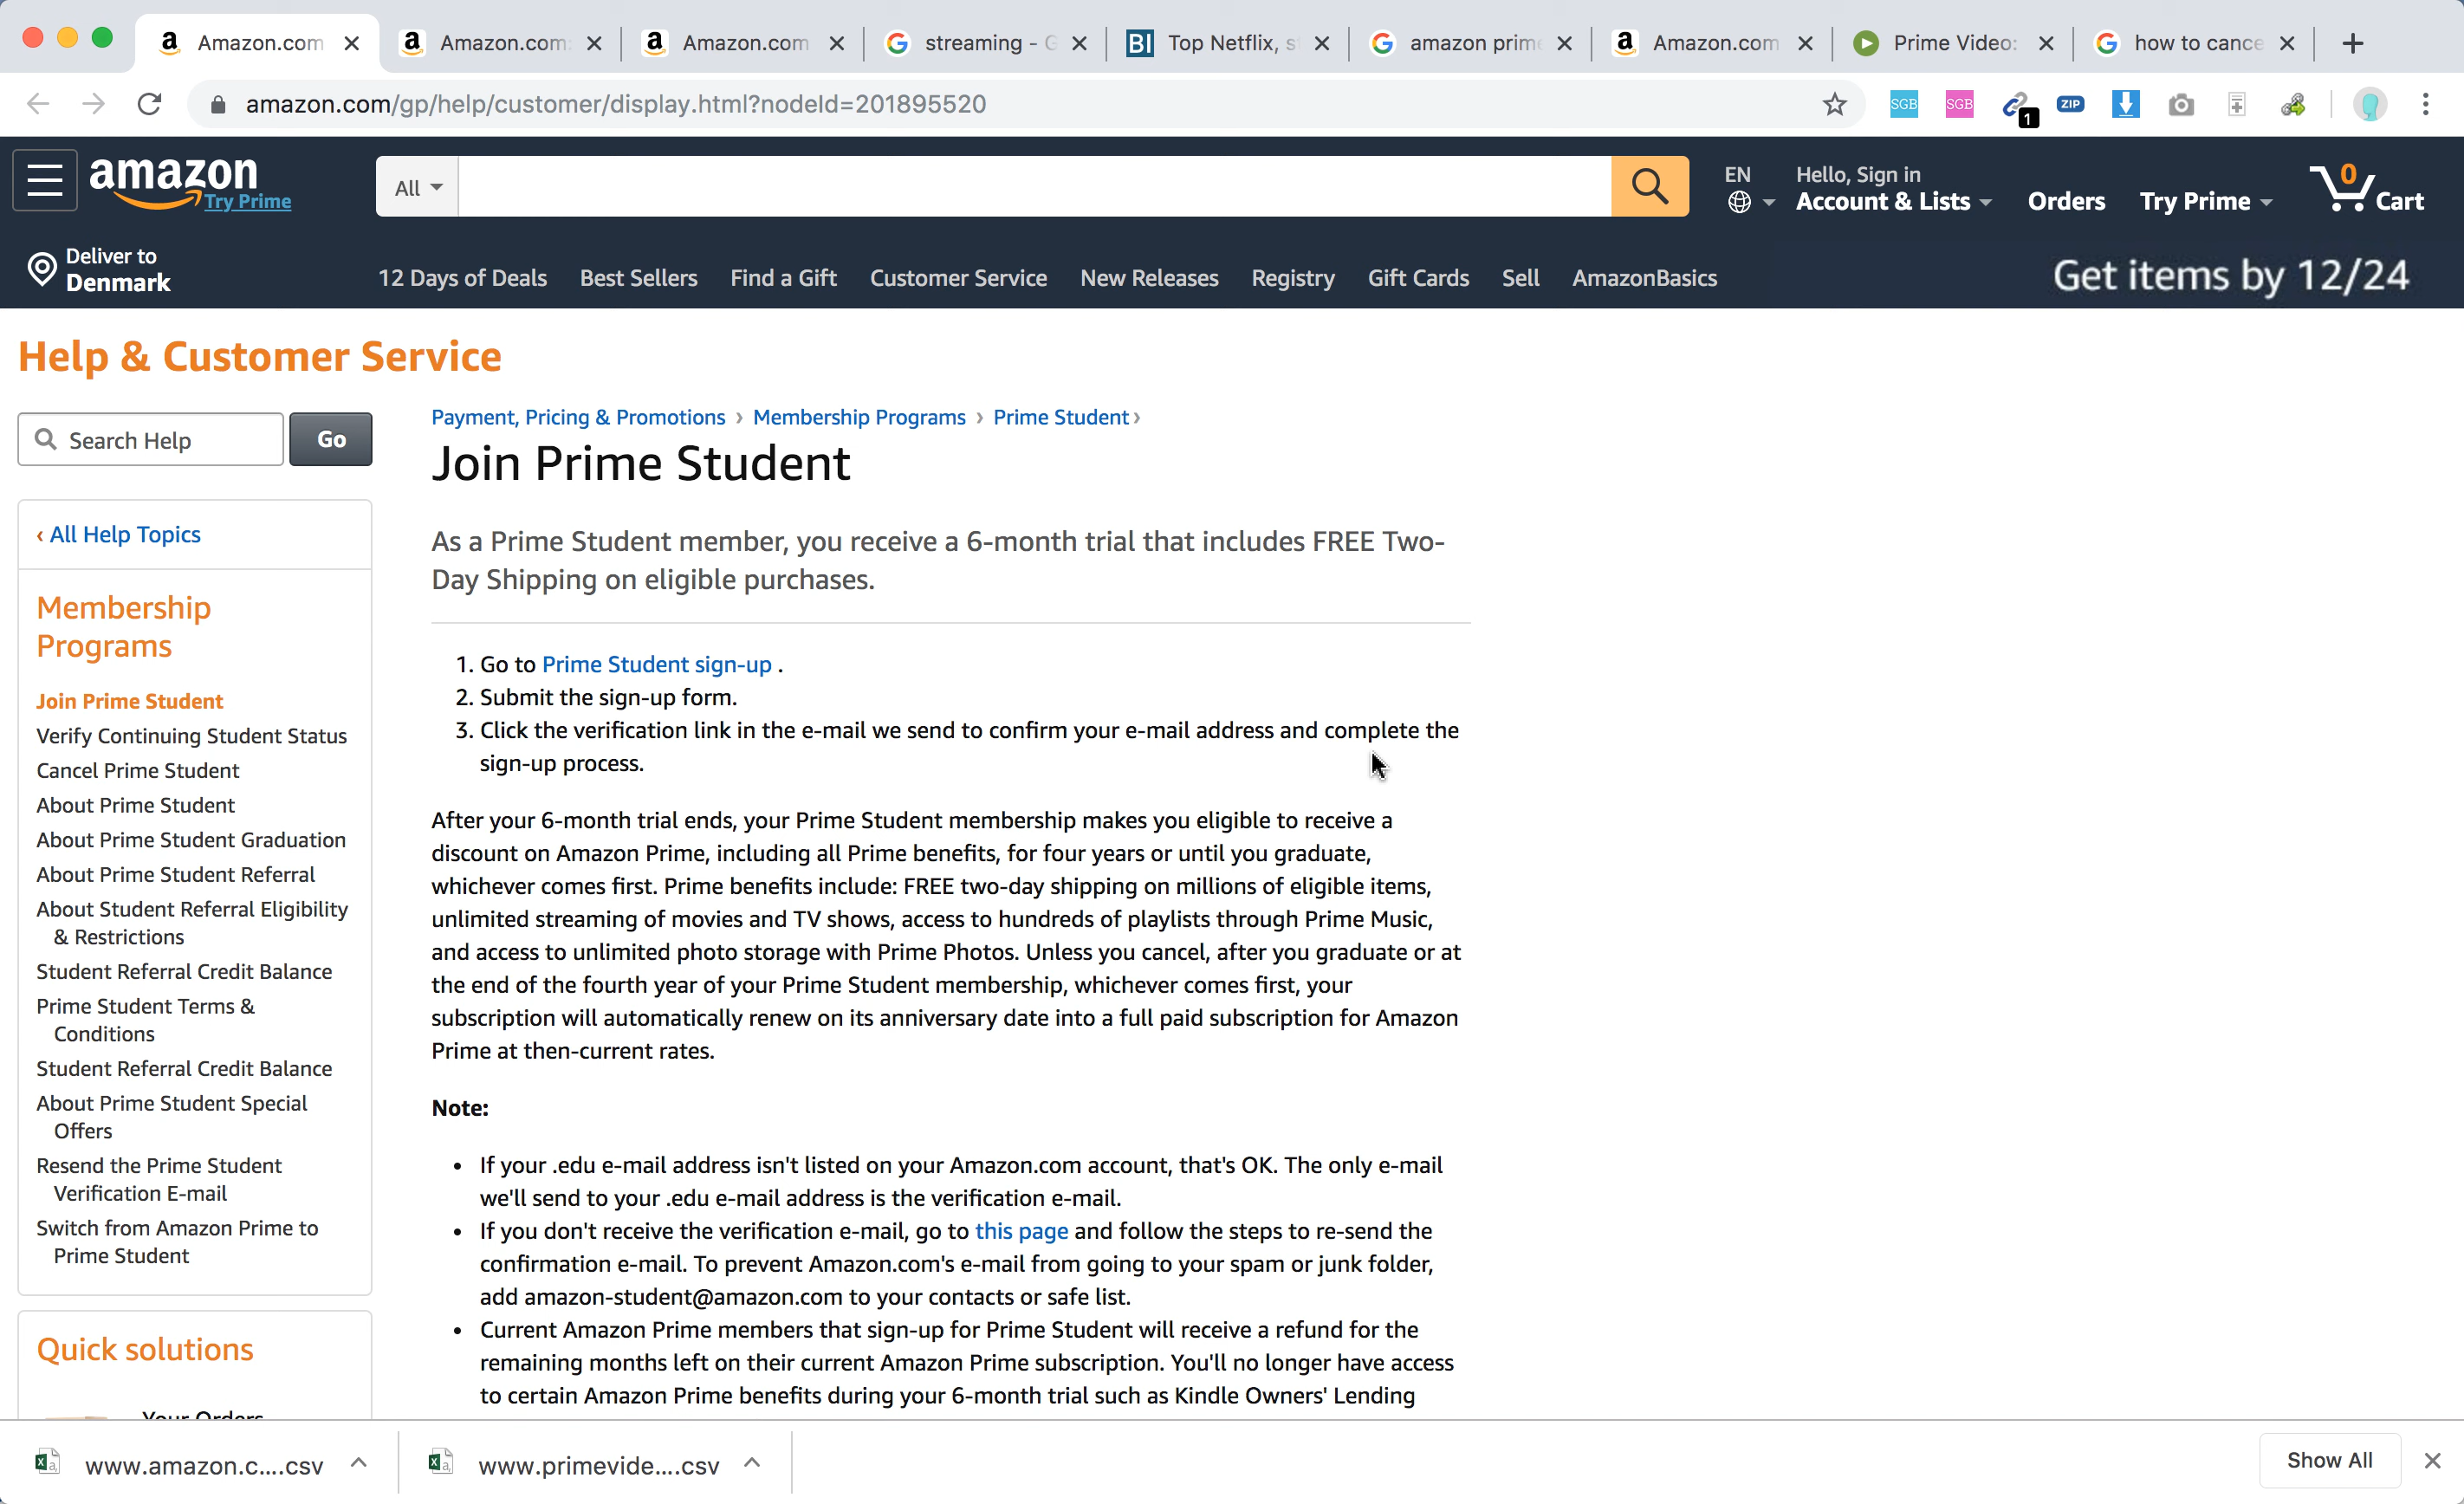 Amazon.com
Amazon.com
Amazon.com
streaming - G
Top Netflix, s
amazon prim
Amazon.com
Prime Video:
how to cance
amazon.com/gp/help/customer/display.html?nodeId=201895520
SGB
SGB
1
ZIP
amazon
Try Prime
All
EN
Hello, Sign in
Account & Lists
Orders
Try Prime
0
Cart
Deliver to
Denmark
12 Days of Deals Best Sellers Find a Gift Customer Service New Releases Registry Gift Cards Sell AmazonBasics
Get items by 12/24
Help & Customer Service
Search Help
Go
‹ All Help Topics
Membership
Programs
Join Prime Student
Verify Continuing Student Status
Cancel Prime Student
About Prime Student
About Prime Student Graduation
About Prime Student Referral
About Student Referral Eligibility
& Restrictions
Student Referral Credit Balance
Prime Student Terms &
Conditions
Student Referral Credit Balance
About Prime Student Special
Offers
Resend the Prime Student
Verification E-mail
Switch from Amazon Prime to
Prime Student
Quick solutions
Your Orders
Payment, Pricing & Promotions › Membership Programs › Prime Student ›
Join Prime Student
As a Prime Student member, you receive a 6-month trial that includes FREE Two-
Day Shipping on eligible purchases.
1. Go to Prime Student sign-up .
2. Submit the sign-up form.
3. Click the verification link in the e-mail we send to confirm your e-mail address and complete the
sign-up process.
After your 6-month trial ends, your Prime Student membership makes you eligible to receive a
discount on Amazon Prime, including all Prime benefits, for four years or until you graduate,
whichever comes first. Prime benefits include: FREE two-day shipping on millions of eligible items,
unlimited streaming of movies and TV shows, access to hundreds of playlists through Prime Music,
and access to unlimited photo storage with Prime Photos. Unless you cancel, after you graduate or at
the end of the fourth year of your Prime Student membership, whichever comes first, your
subscription will automatically renew on its anniversary date into a full paid subscription for Amazon
Prime at then-current rates.
Note:
• If your .edu e-mail address isn't listed on your Amazon.com account, that's OK. The only e-mail
we'll send to your .edu e-mail address is the verification e-mail.
• If you don't receive the verification e-mail, go to this page and follow the steps to re-send the
confirmation e-mail. To prevent Amazon.com's e-mail from going to your spam or junk folder,
add amazon-student@amazon.com to your contacts or safe list.
• Current Amazon Prime members that sign-up for Prime Student will receive a refund for the
remaining months left on their current Amazon Prime subscription. You'll no longer have access
to certain Amazon Prime benefits during your 6-month trial such as Kindle Owners' Lending
www.amazon.c....csv
www.primevide....csv
Show All